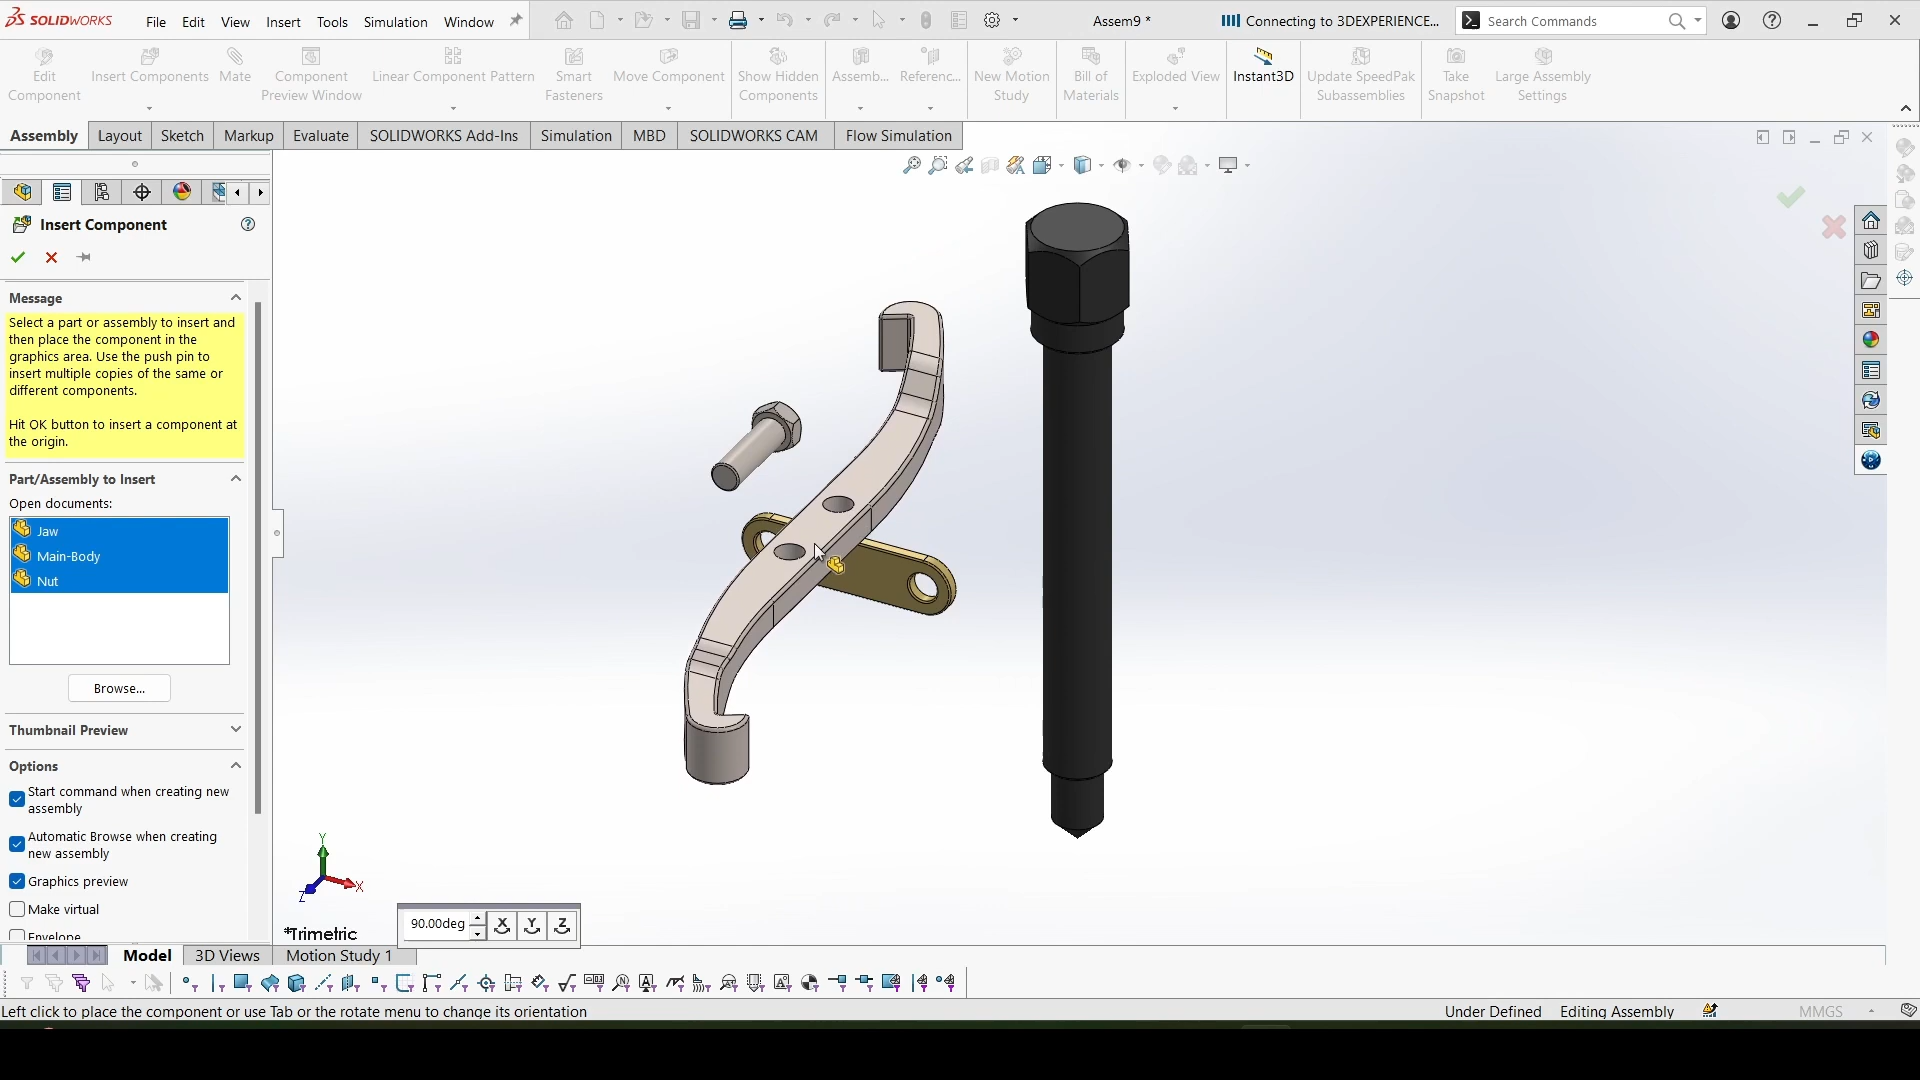 SOLIDWORKS
File Edit View Insert Tools Simulation Window
Assem9 *
Connecting to 3DEXPERIENCE...
Search Commands
Edit Component
Insert Components
Mate
Component Preview Window
Linear Component Pattern
Smart Fasteners
Move Component
Show Hidden Components
Assemb...
Referenc...
New Motion Study
Bill of Materials
Exploded View
Instant3D
Update SpeedPak Subassemblies
Take Snapshot
Large Assembly Settings
Assembly Layout Sketch Markup Evaluate SOLIDWORKS Add-Ins Simulation MBD SOLIDWORKS CAM Flow Simulation
Insert Component
Message
Select a part or assembly to insert and
then place the component in the
graphics area. Use the push pin to
insert multiple copies of the same or
different components.
Hit OK button to insert a component at
the origin.
Part/Assembly to Insert
Open documents:
Jaw
Main-Body
Nut
Browse...
Thumbnail Preview
Options
Start command when creating new
assembly
Automatic Browse when creating
new assembly
Graphics preview
Make virtual
Envelope
Y
X
Z
*Trimetric
90.00deg X Y Z
Model 3D Views Motion Study 1
Left click to place the component or use Tab or the rotate menu to change its orientation
Under Defined Editing Assembly MMGS